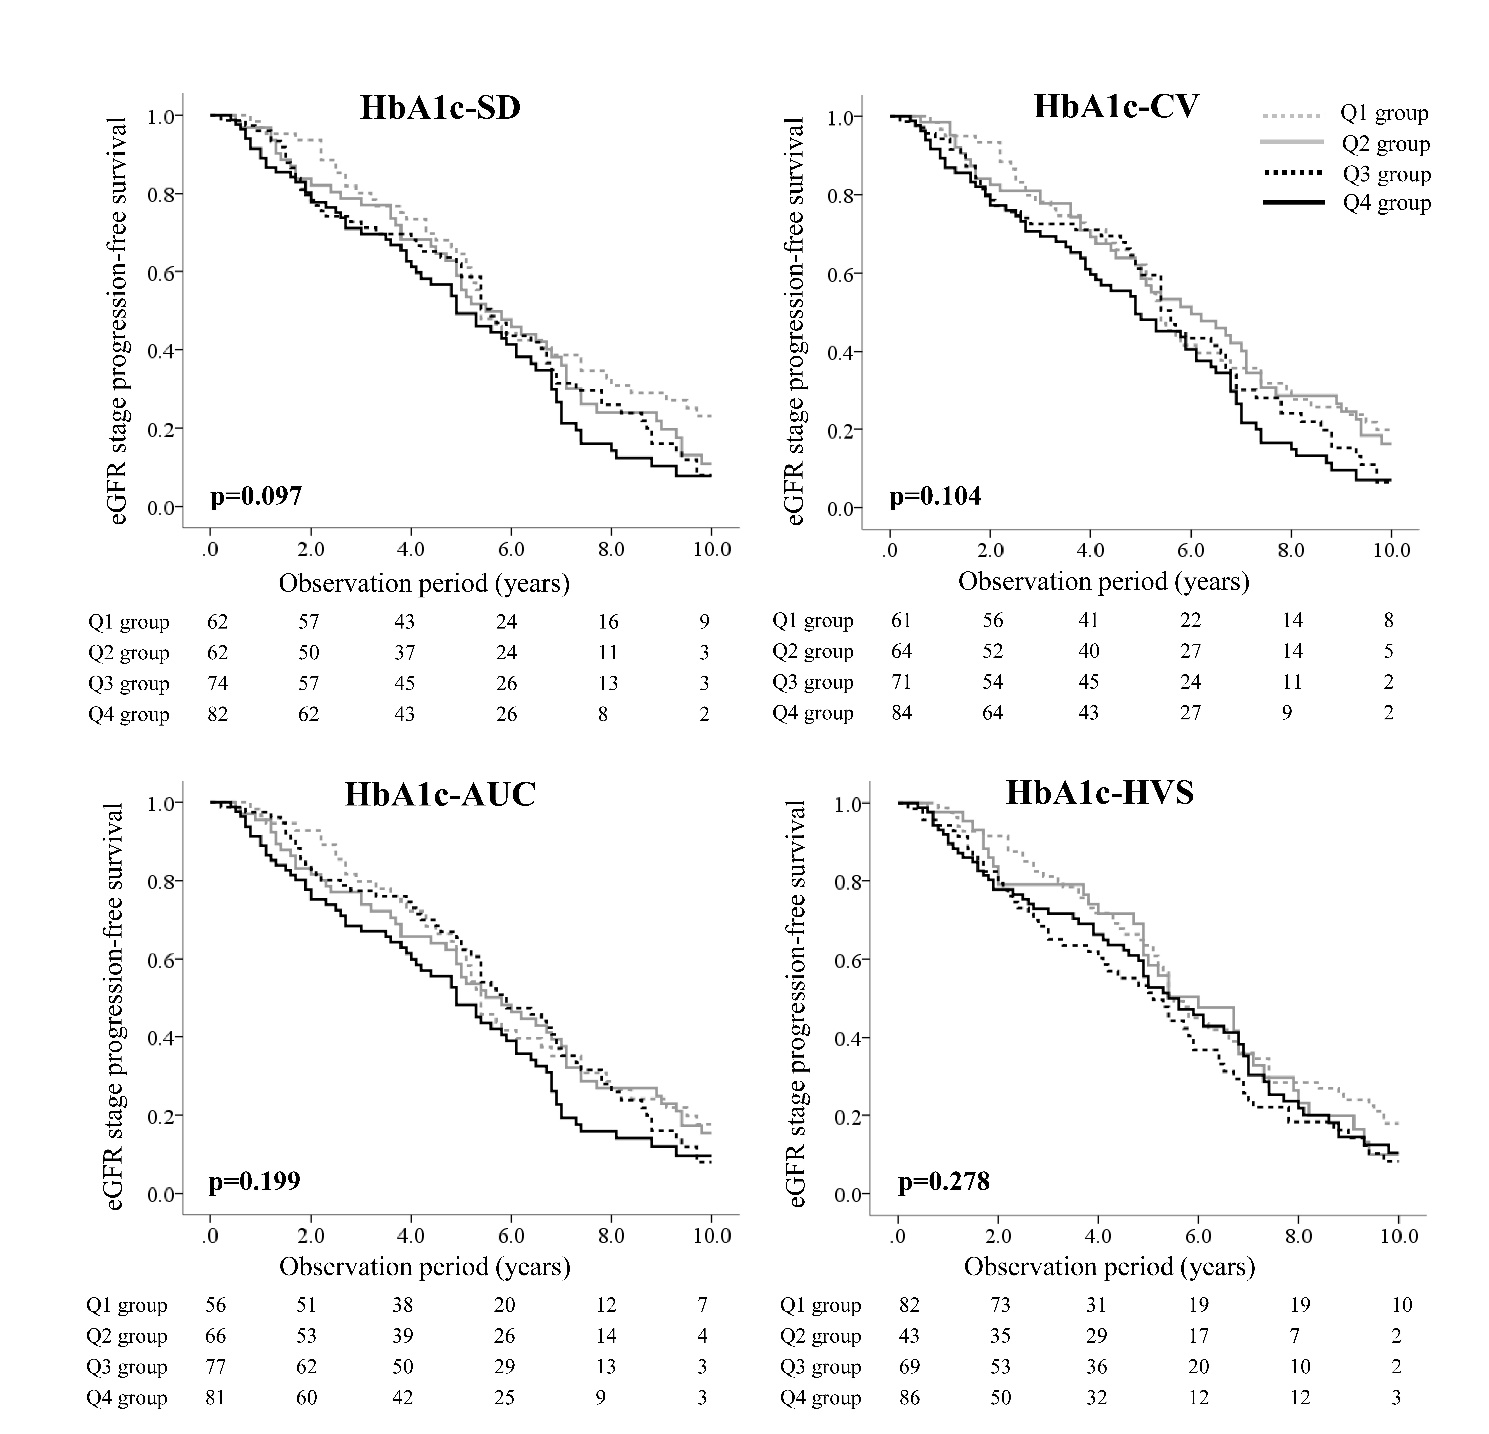 HbA1c-SD
eGFR stage progression-free survival
1.0
0.8
0.6
0.4
0.2
0.0
p=0.097
.0 2.0 4.0 6.0 8.0 10.0
Observation period (years)
Q1 group 62 57 43 24 16 9
Q2 group 62 50 37 24 11 3
Q3 group 74 57 45 26 13 3
Q4 group 82 62 43 26 8 2
HbA1c-CV
Q1 group
Q2 group
Q3 group
Q4 group
eGFR stage progression-free survival
1.0
0.8
0.6
0.4
0.2
0.0
p=0.104
.0 2.0 4.0 6.0 8.0 10.0
Observation period (years)
Q1 group 61 56 41 22 14 8
Q2 group 64 52 40 27 14 5
Q3 group 71 54 45 24 11 2
Q4 group 84 64 43 27 9 2
HbA1c-AUC
eGFR stage progression-free survival
1.0
0.8
0.6
0.4
0.2
0.0
p=0.199
.0 2.0 4.0 6.0 8.0 10.0
Observation period (years)
Q1 group 56 51 38 20 12 7
Q2 group 66 53 39 26 14 4
Q3 group 77 62 50 29 13 3
Q4 group 81 60 42 25 9 3
HbA1c-HVS
eGFR stage progression-free survival
1.0
0.8
0.6
0.4
0.2
0.0
p=0.278
.0 2.0 4.0 6.0 8.0 10.0
Observation period (years)
Q1 group 82 73 31 19 19 10
Q2 group 43 35 29 17 7 2
Q3 group 69 53 36 20 10 2
Q4 group 86 50 32 12 12 3